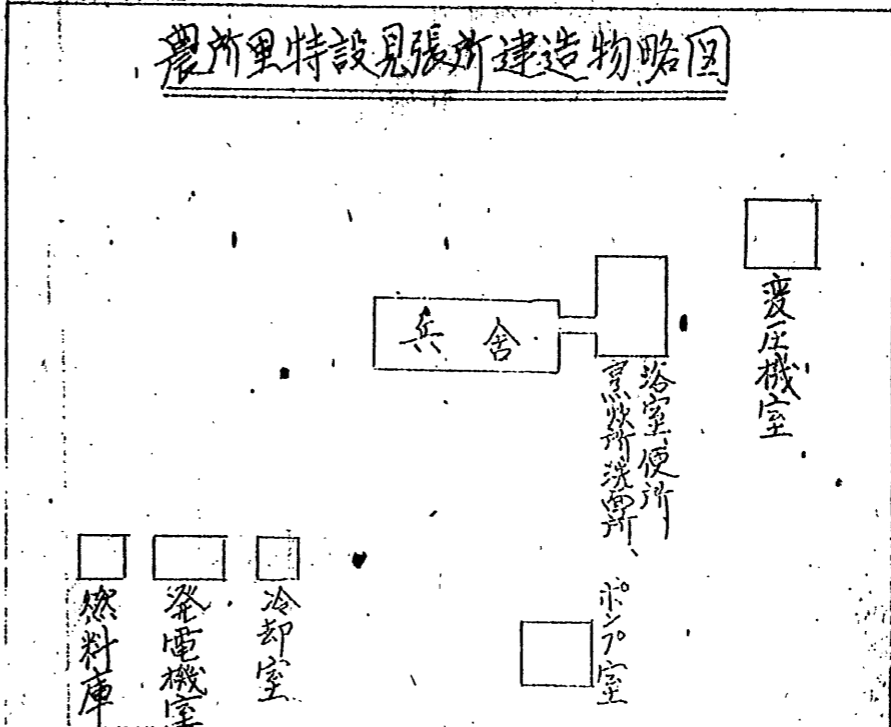 農所里特設見張所建造物略図
変圧機室
兵舎
浴室、便所
烹炊所洗面所、
ポンプ室
冷却室
発電機室
燃料庫